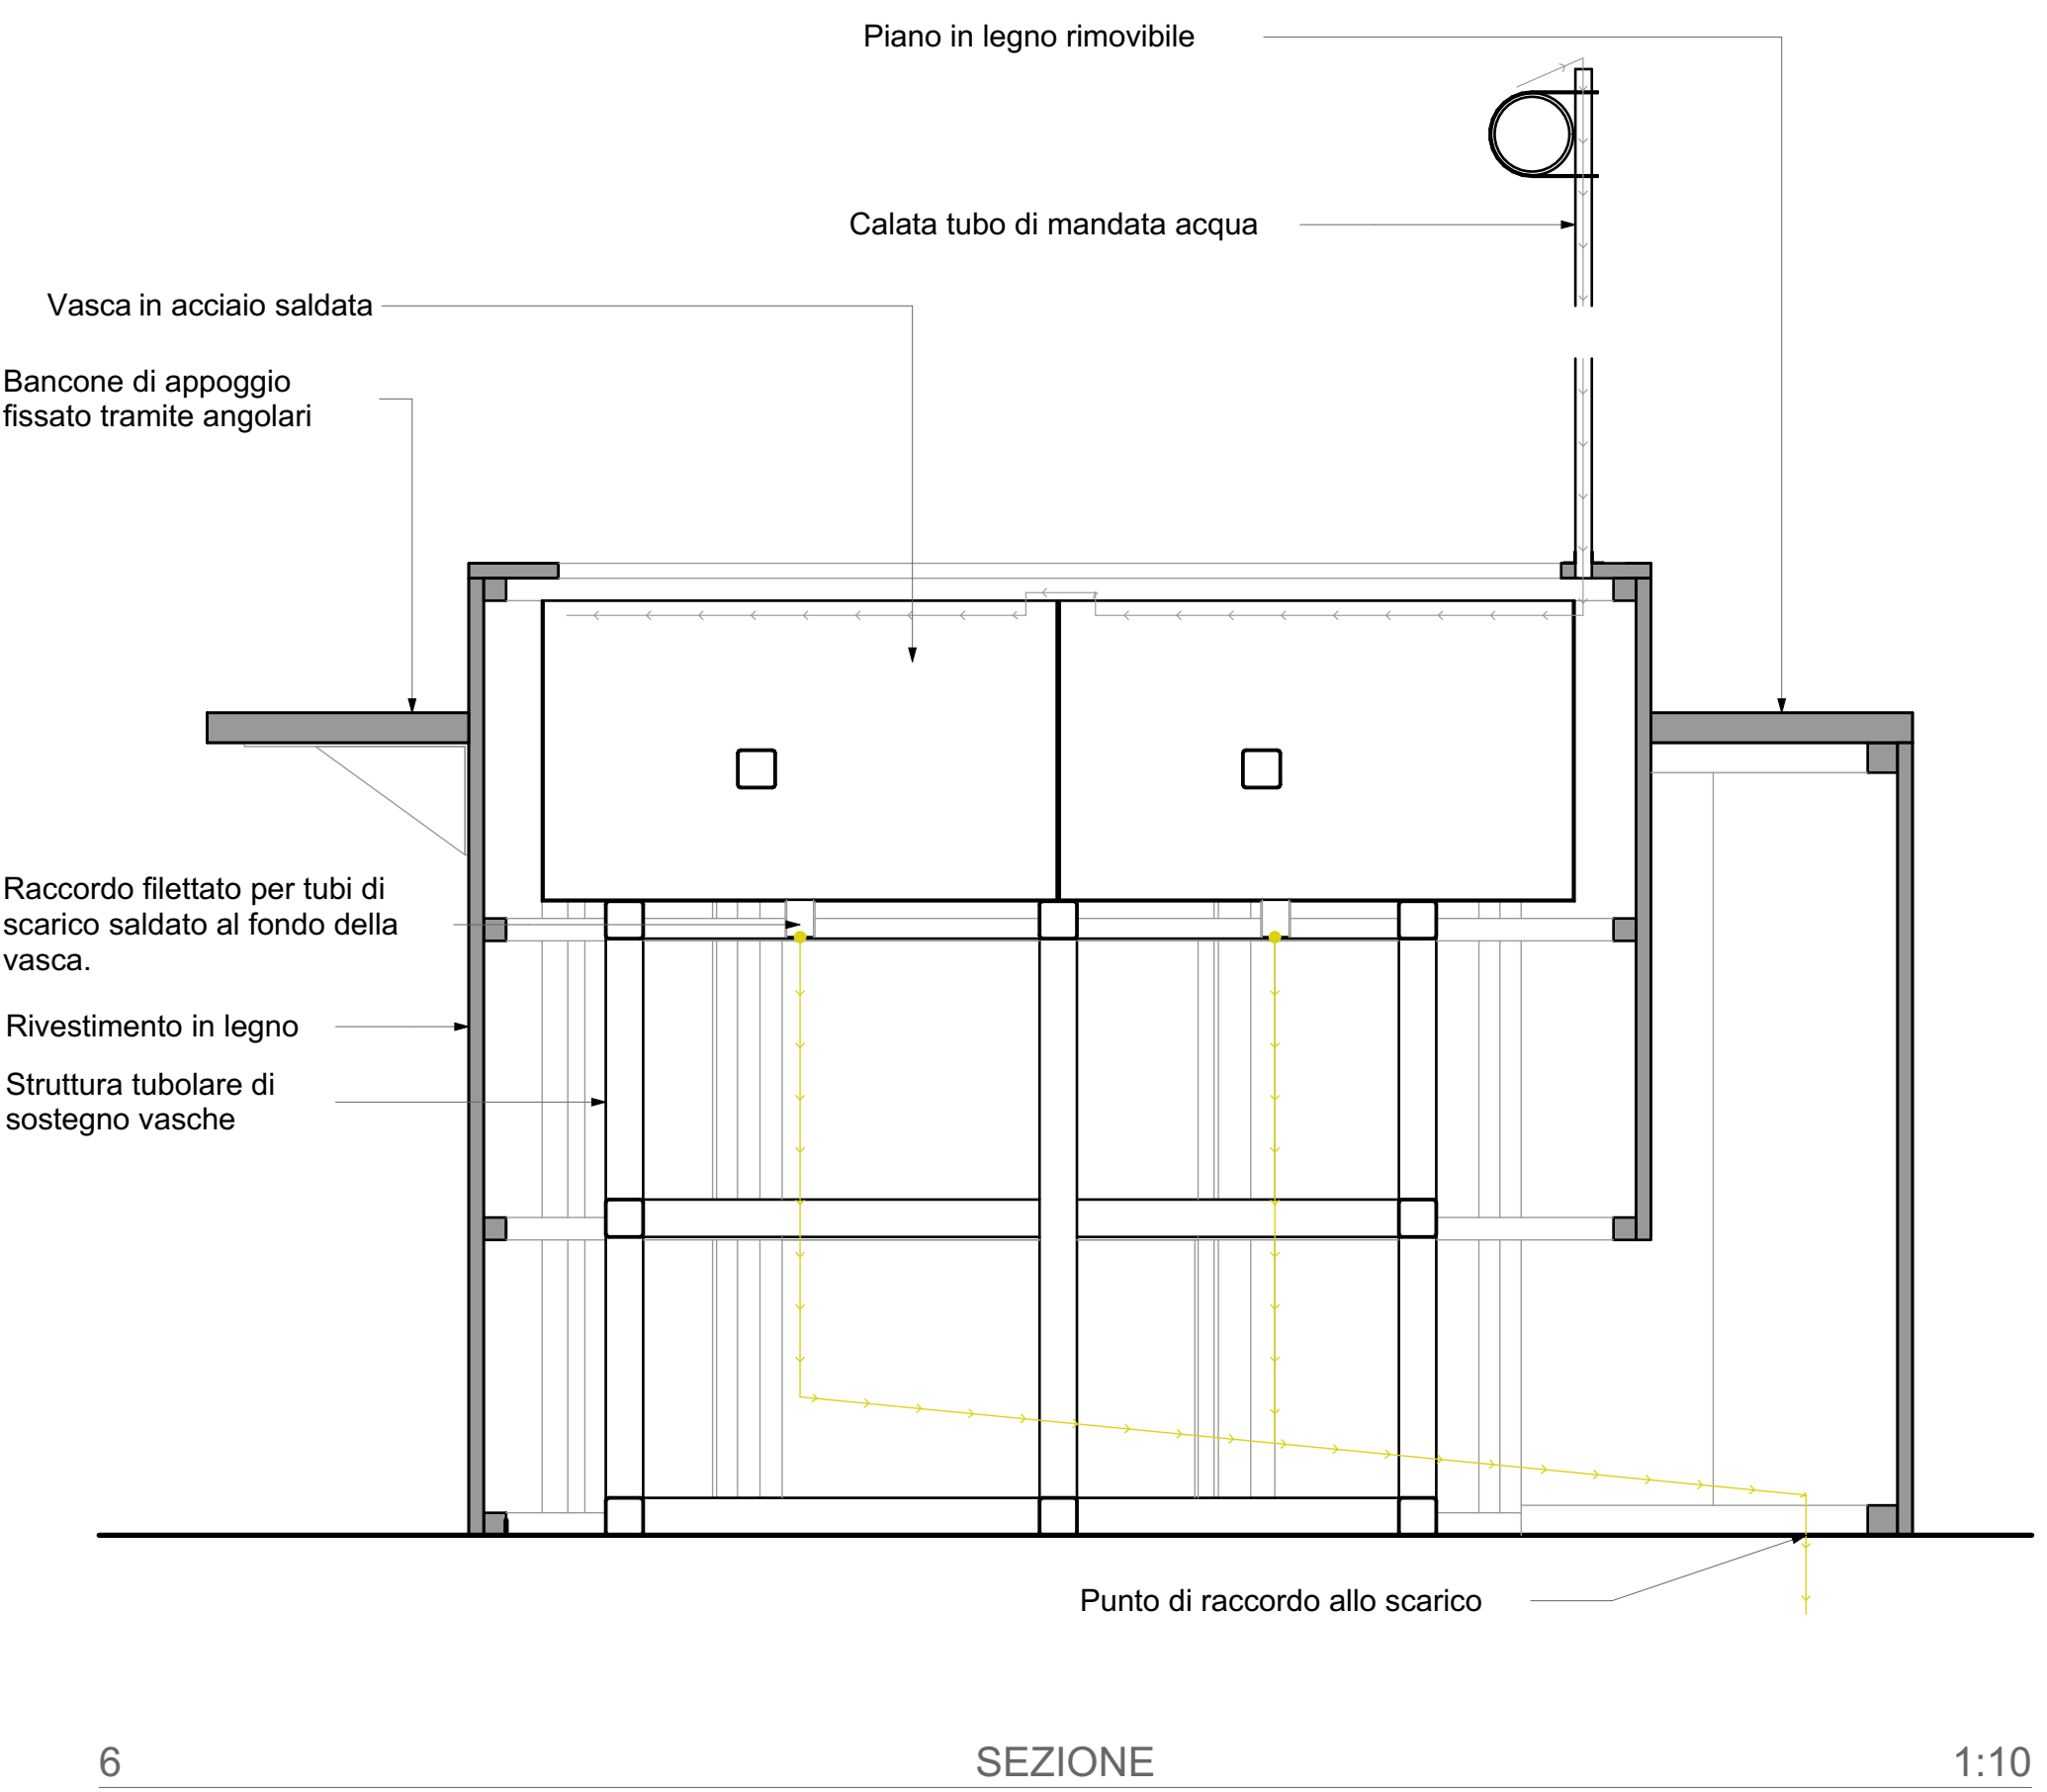 Piano in legno rimovibile
Calata tubo di mandata acqua
Vasca in acciaio saldata
Bancone di appoggio
fissato tramite angolari
Raccordo filettato per tubi di
scarico saldato al fondo della
vasca.
Rivestimento in legno
Struttura tubolare di
sostegno vasche
Punto di raccordo allo scarico
6 SEZIONE 1:10